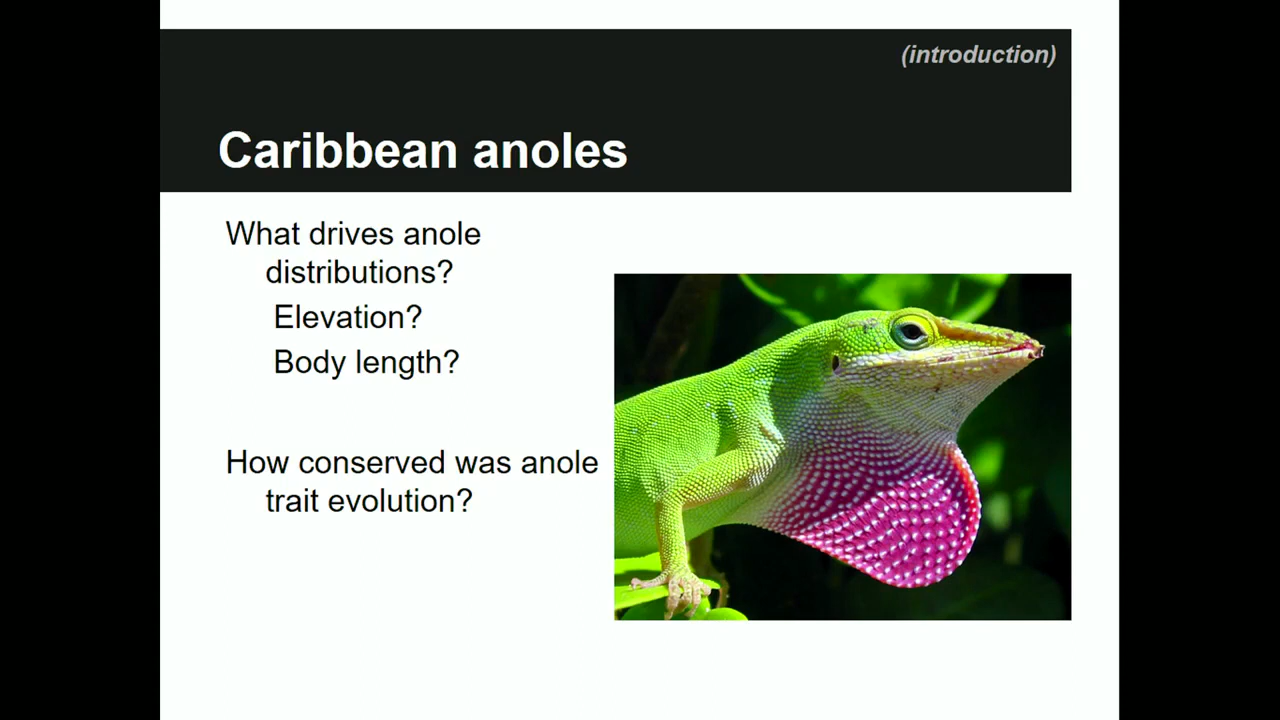 (introduction)
Caribbean anoles
What drives anole
distributions?
Elevation?
Body length?
How conserved was anole
trait evolution?